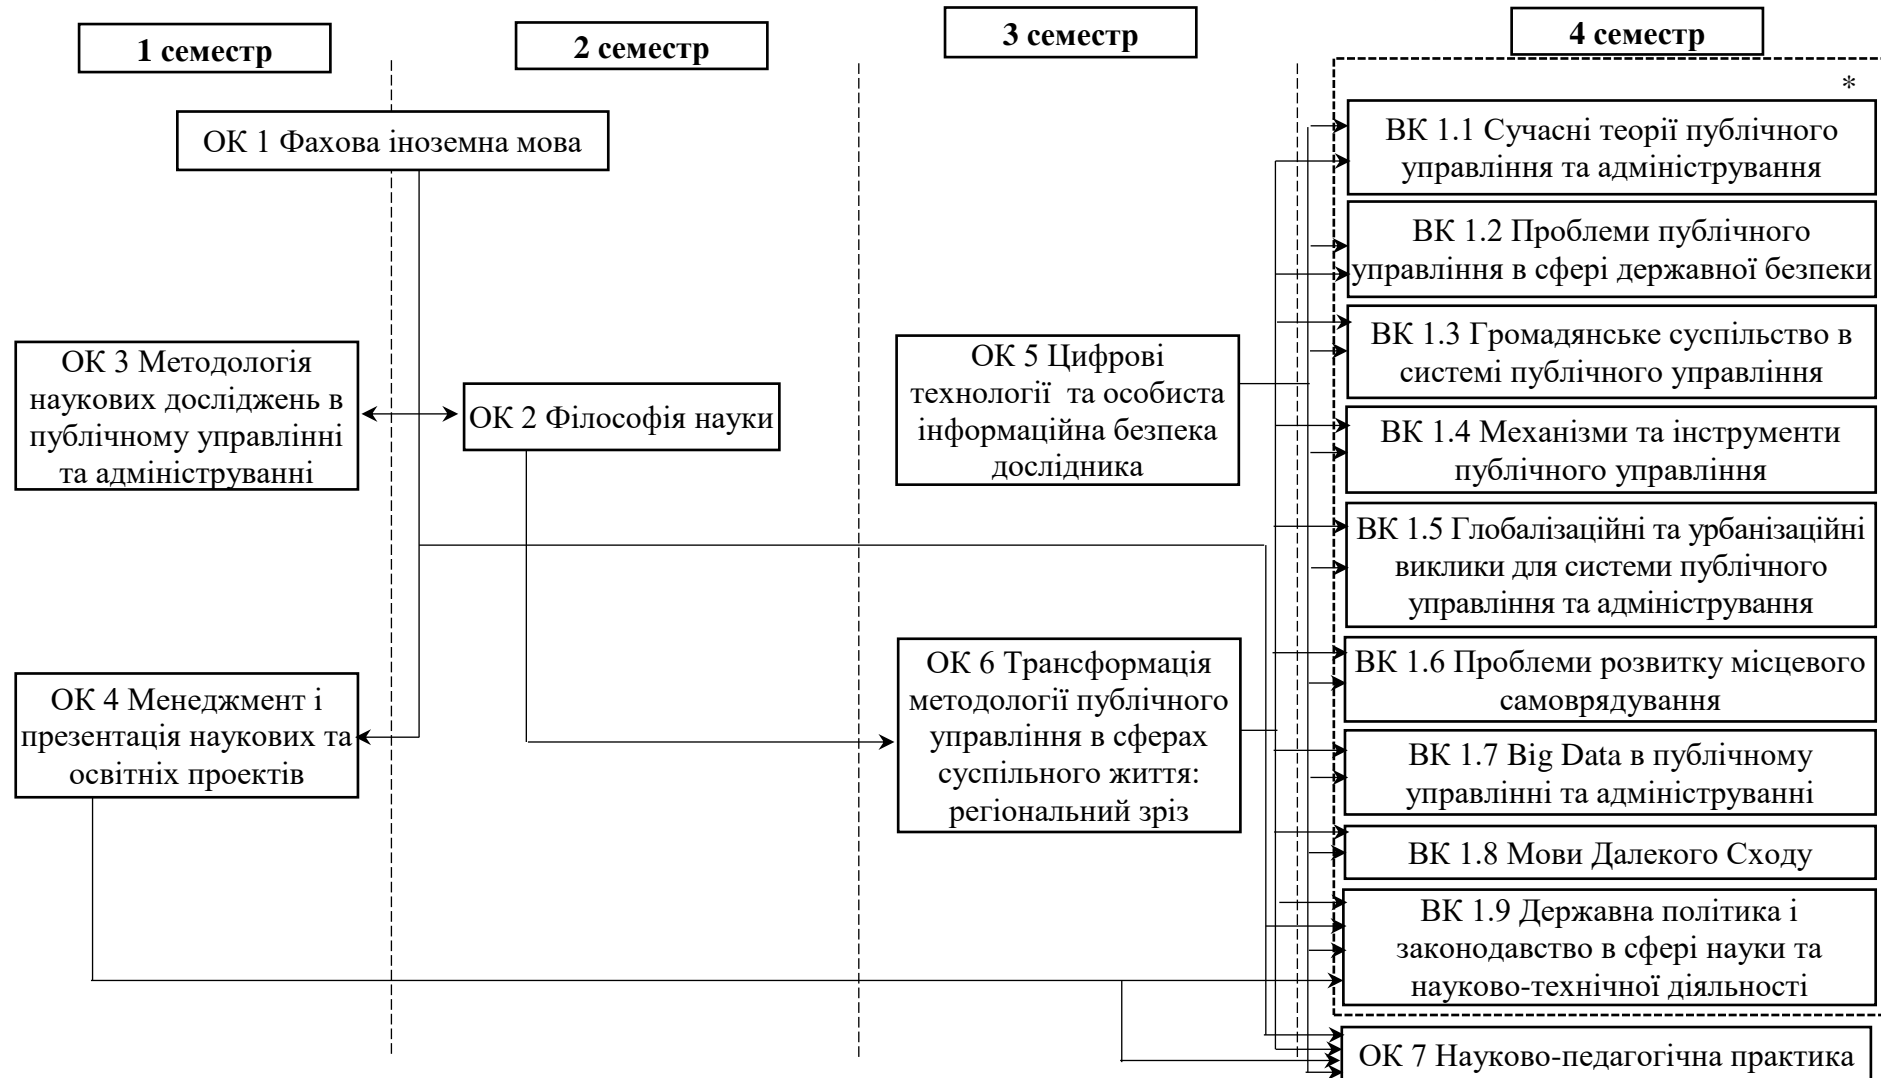 1 семестр
2 семестр
3 семестр
4 семестр
*
ОК 1 Фахова іноземна мова
ОК 3 Методологія
наукових досліджень в
публічному управлінні
та адмініструванні
ОК 4 Менеджмент і
презентація наукових та
освітніх проектів
ОК 2 Філософія науки
ОК 5 Цифрові
технології та особиста
інформаційна безпека
дослідника
ОК 6 Трансформація
методології публічного
управління в сферах
суспільного життя:
регіональний зріз
ВК 1.1 Сучасні теорії публічного
управління та адміністрування
ВК 1.2 Проблеми публічного
управління в сфері державної безпеки
ВК 1.3 Громадянське суспільство в
системі публічного управління
ВК 1.4 Механізми та інструменти
публічного управління
ВК 1.5 Глобалізаційні та урбанізаційні
виклики для системи публічного
управління та адміністрування
ВК 1.6 Проблеми розвитку місцевого
самоврядування
ВК 1.7 Big Data в публічному
управлінні та адмініструванні
ВК 1.8 Мови Далекого Сходу
ВК 1.9 Державна політика і
законодавство в сфері науки та
науково-технічної діяльності
ОК 7 Науково-педагогічна практика